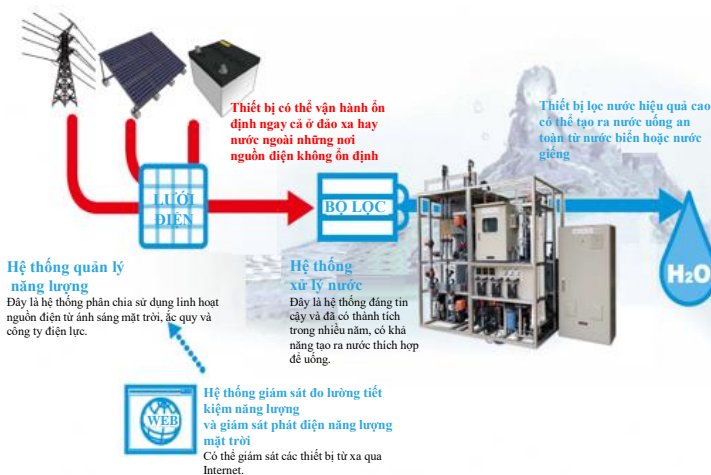 Thiết bị có thể vận hành ổn
định ngay cả ở đảo xa hay
nước ngoài những nơi
nguồn điện không ổn định
Thiết bị lọc nước hiệu quả cao
có thể tạo ra nước uống an
toàn từ nước biển hoặc nước
giếng
LƯỚI
ĐIỆN
BỘ LỌC
H₂O
Hệ thống quản lý
năng lượng
Đây là hệ thống phân chia sử dụng linh hoạt
nguồn điện từ ánh sáng mặt trời, ắc quy và
công ty điện lực.
Hệ thống
xử lý nước
Đây là hệ thống đáng tin
cậy và đã có thành tích
trong nhiều năm, có khả
năng tạo ra nước thích hợp
để uống.
WEB
Hệ thống giám sát đo lường tiết
kiệm năng lượng
và giám sát phát điện năng lượng
mặt trời
Có thể giám sát các thiết bị từ xa qua
Internet.